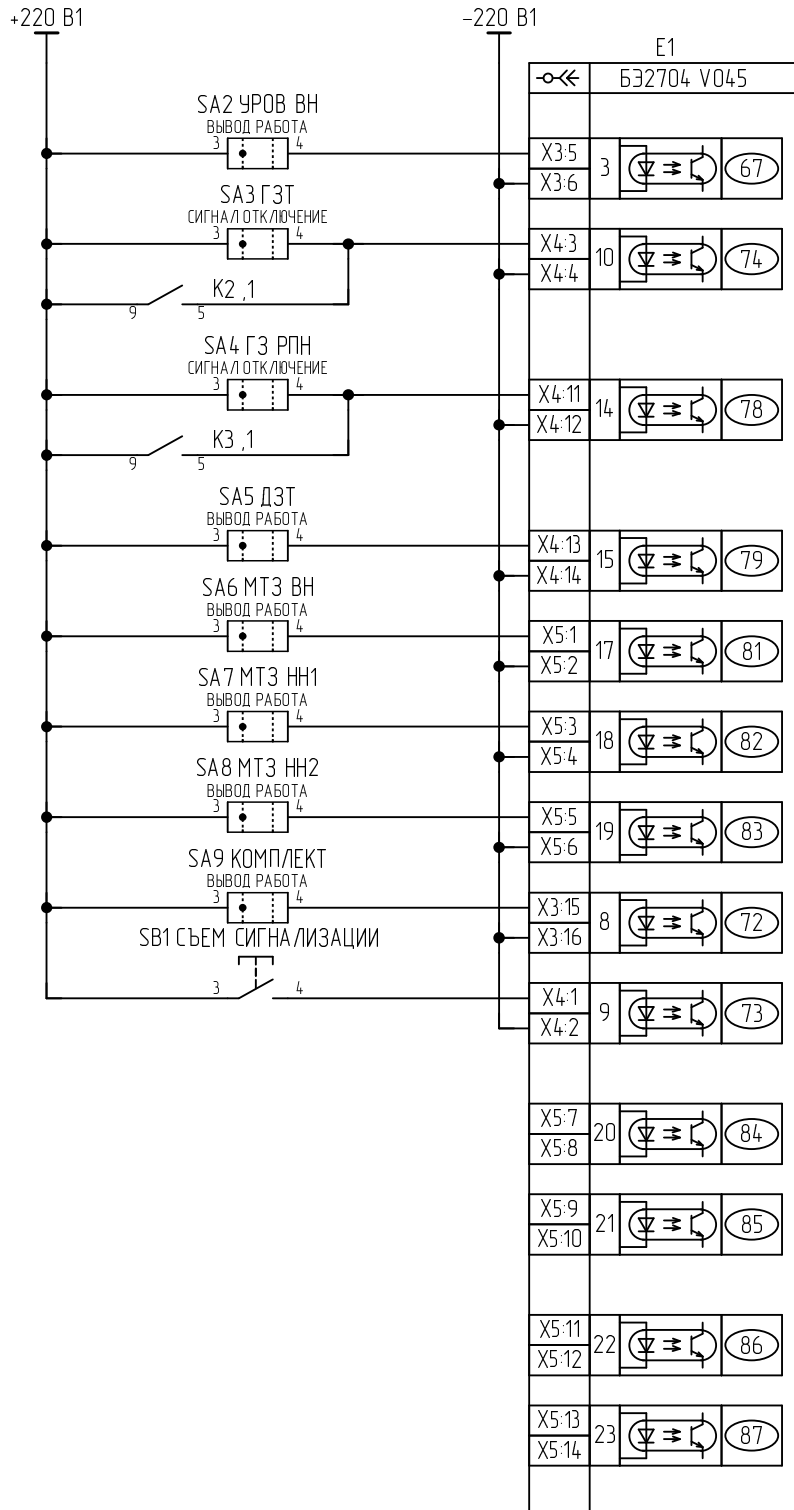 +220 В1
-220 В1
E1
БЭ2704 V045
SA2 УРОВ ВН
ВЫВОД РАБОТА
3 4
X3:5
X3:6
3
67
SA3 ГЗТ
СИГНАЛ ОТКЛЮЧЕНИЕ
3 4
X4:3
X4:4
10
74
K2 ,1
9 5
SA4 ГЗ РПН
СИГНАЛ ОТКЛЮЧЕНИЕ
3 4
X4:11
X4:12
14
78
K3 ,1
9 5
SA5 ДЗТ
ВЫВОД РАБОТА
3 4
X4:13
X4:14
15
79
SA6 МТЗ ВН
ВЫВОД РАБОТА
3 4
X5:1
X5:2
17
81
SA7 МТЗ НН1
ВЫВОД РАБОТА
3 4
X5:3
X5:4
18
82
SA8 МТЗ НН2
ВЫВОД РАБОТА
3 4
X5:5
X5:6
19
83
SA9 КОМПЛЕКТ
ВЫВОД РАБОТА
3 4
X3:15
X3:16
8
72
SB1 СЪЕМ СИГНАЛИЗАЦИИ
3 4
X4:1
X4:2
9
73
X5:7
X5:8
20
84
X5:9
X5:10
21
85
X5:11
X5:12
22
86
X5:13
X5:14
23
87